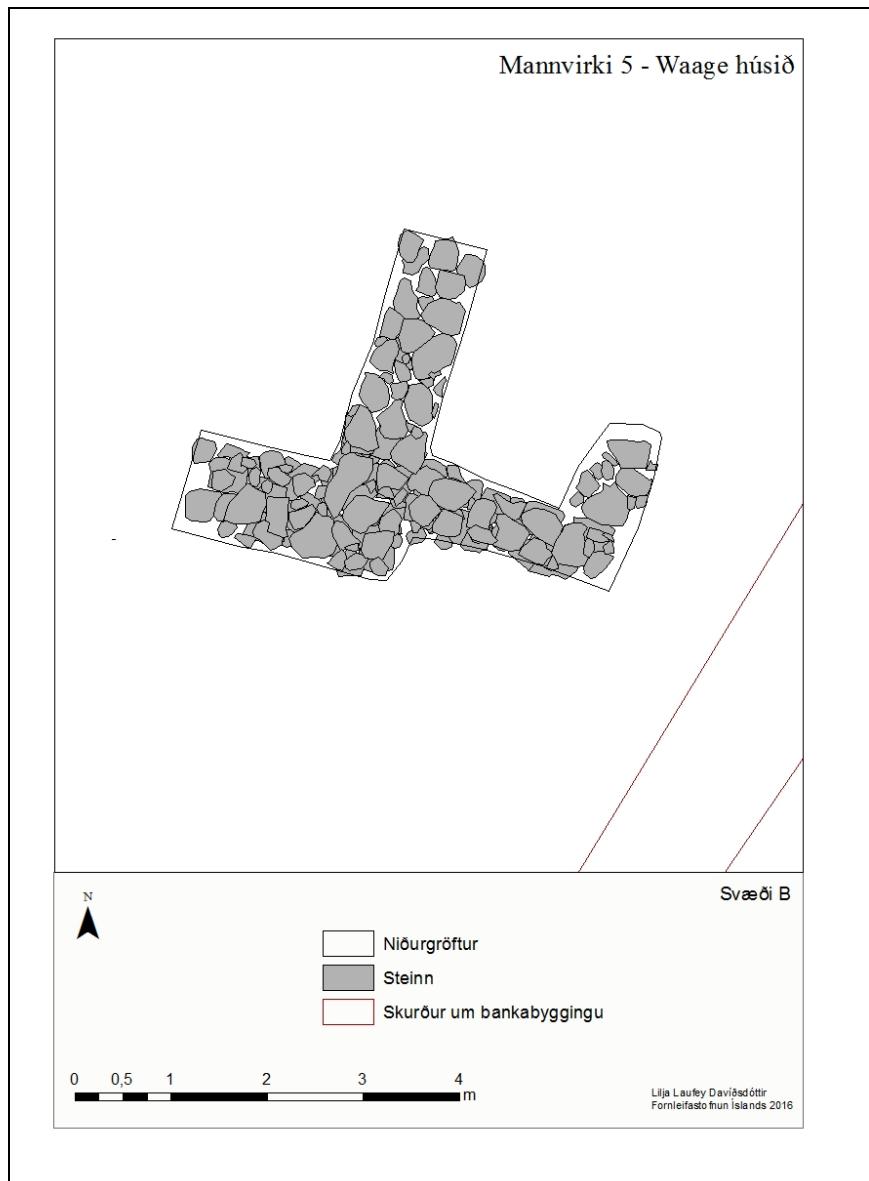 Mannvirki 5 - Waage húsið
Svæði B
N
Niðurgröftur
Steinn
Skurður um bankabyggingu
0 0,5 1 2 3 4
m
Lilja Laufey Davíðsdóttir
Fornleifastofnun Íslands 2016